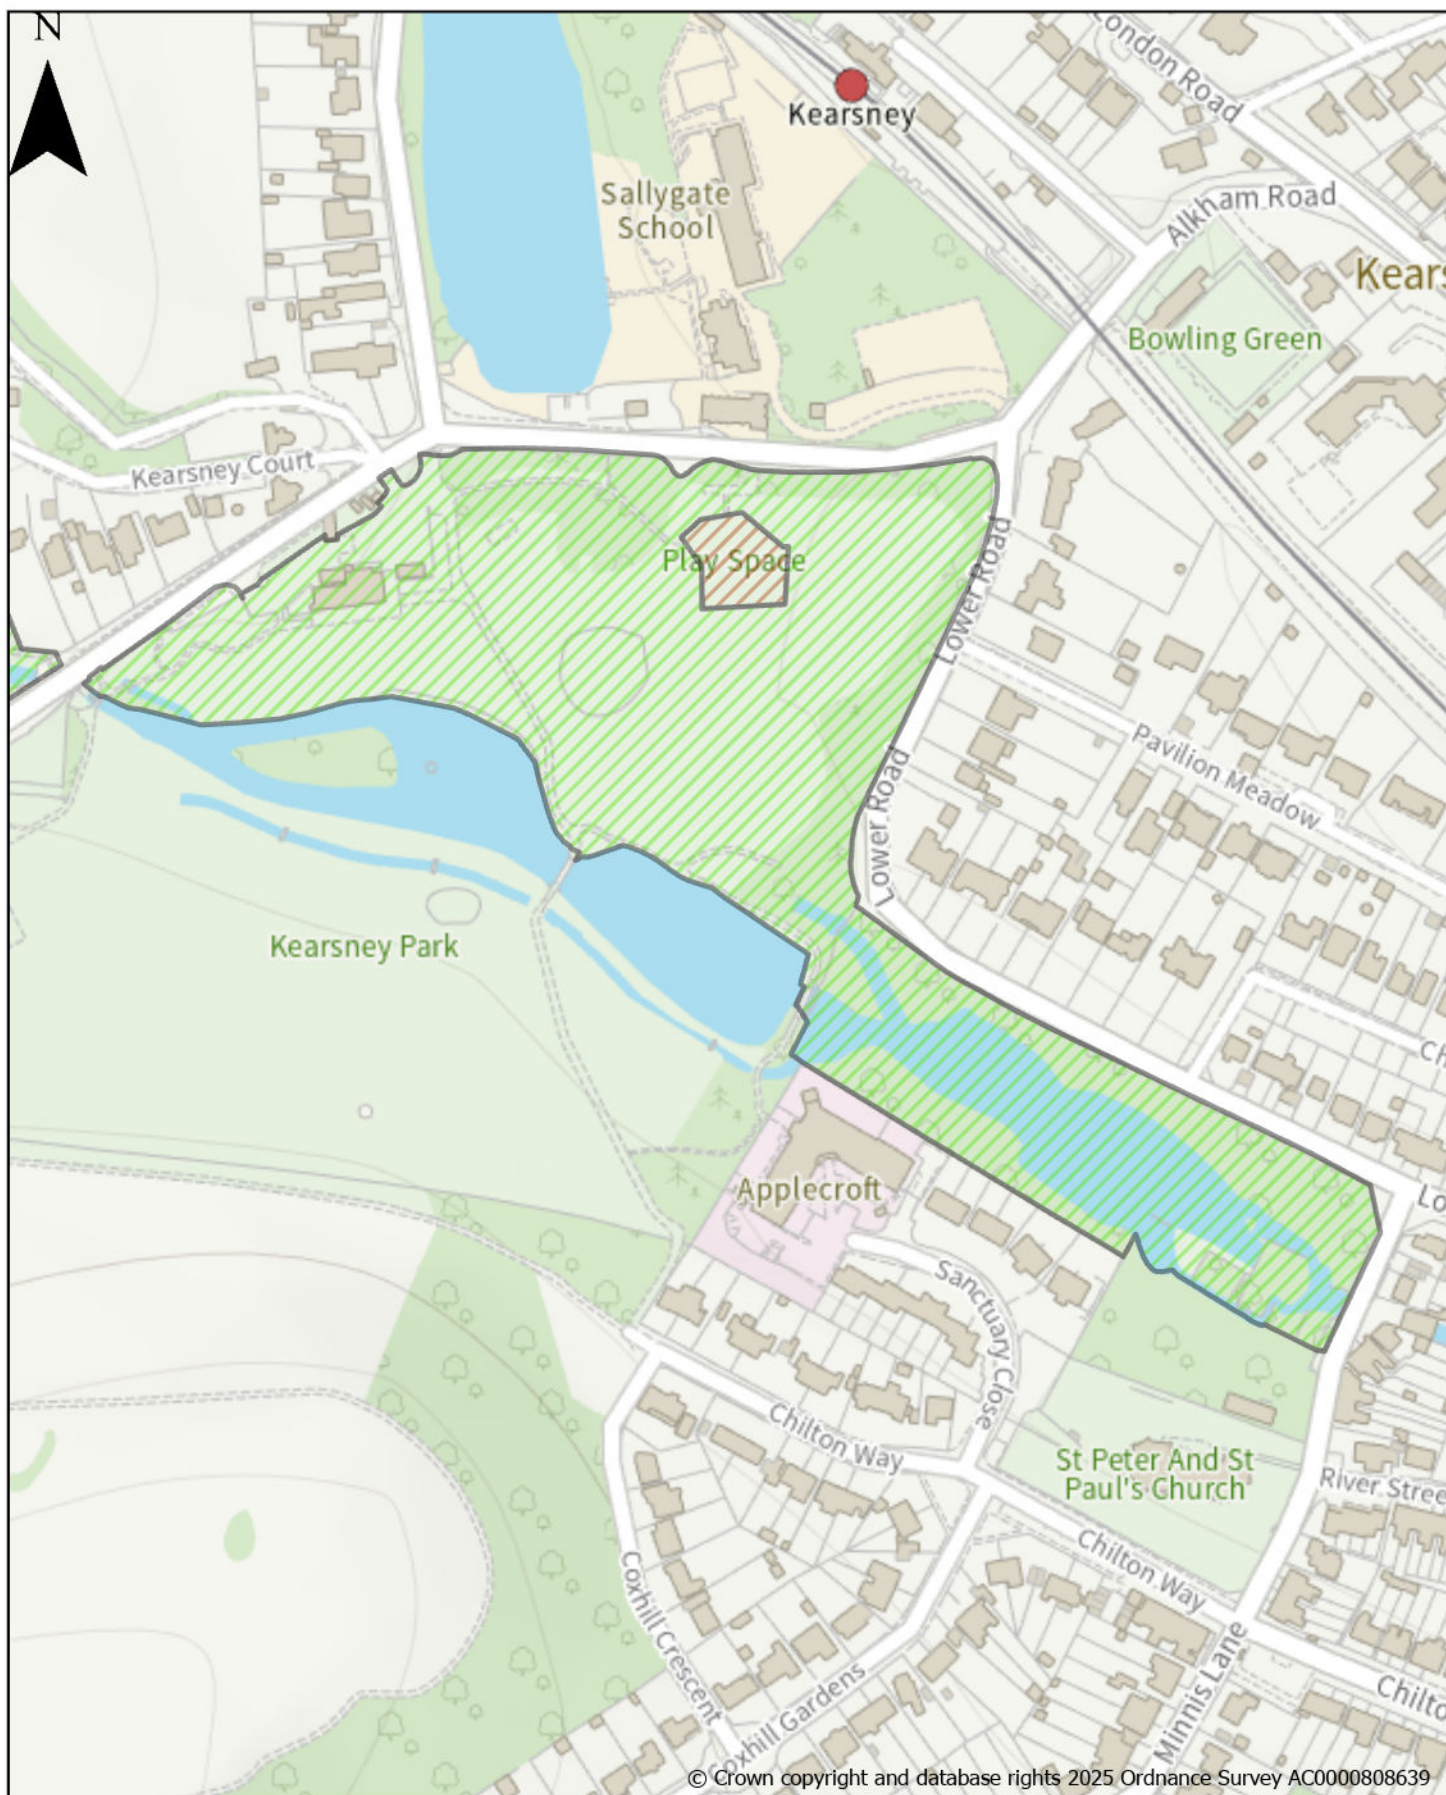 N
London Road
Kearsney
Sallygate
School
Alkham Road
Kears
Bowling Green
Kearsney Court
Play Space
Lower Road
Pavilion Meadow
Lower Road
Kearsney Park
Ch
Applecroft
Lo
Sanctuary Close
Chilton Way
St Peter And St
Paul's Church
River Stree
Chilton Way
Coxhill Crescent
Minnis Lane
Chilto
oxhill Gardens
© Crown copyright and database rights 2025 Ordnance Survey AC0000808639